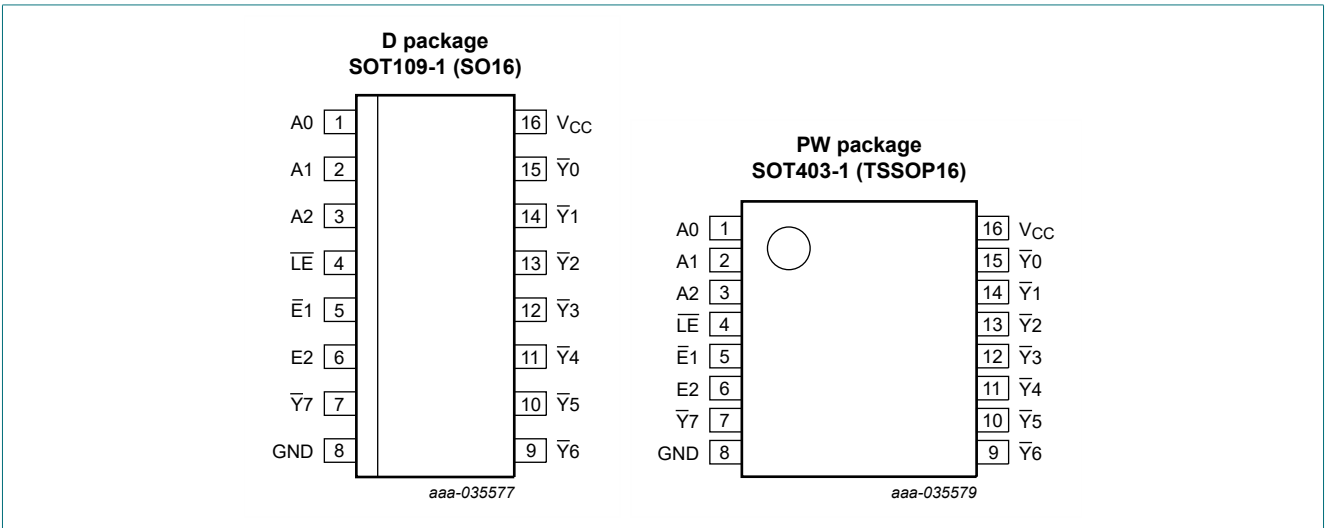 D package
SOT109-1 (SO16)
A0 1 16 VCC
A1 2 15 Y̅0
A2 3 14 Y̅1
L̅E̅ 4 13 Y̅2
E̅1 5 12 Y̅3
E2 6 11 Y̅4
Y̅7 7 10 Y̅5
GND 8 9 Y̅6
aaa-035577
PW package
SOT403-1 (TSSOP16)
A0 1 16 VCC
A1 2 15 Y̅0
A2 3 14 Y̅1
L̅E̅ 4 13 Y̅2
E̅1 5 12 Y̅3
E2 6 11 Y̅4
Y̅7 7 10 Y̅5
GND 8 9 Y̅6
aaa-035579